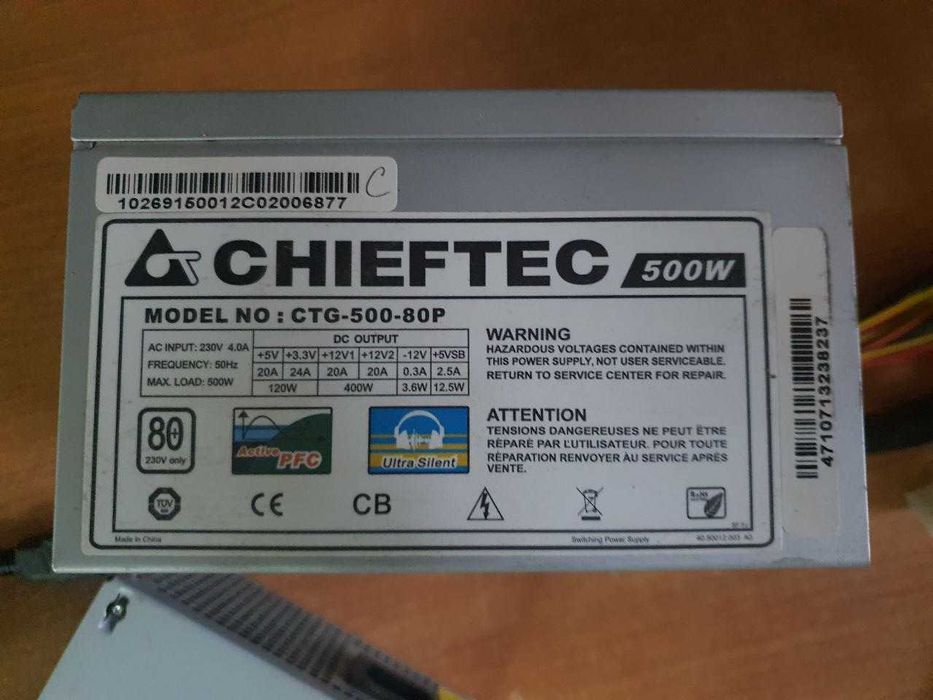 C
10269150012C02006877
CHIEFTEC 500W
MODEL NO : CTG-500-80P
AC INPUT: 230V 4.0A
FREQUENCY: 50Hz
MAX. LOAD: 500W
DC OUTPUT
+5V +3.3V +12V1 +12V2 -12V +5VSB
20A 24A 20A 20A 0.3A 2.5A
120W 400W 3.6W 12.5W
WARNING
HAZARDOUS VOLTAGES CONTAINED WITHIN
THIS POWER SUPPLY, NOT USER SERVICEABLE.
RETURN TO SERVICE CENTER FOR REPAIR.
ATTENTION
TENSIONS DANGEREUSES NE PEUT ÊTRE
RÉPARÉ PAR L'UTILISATEUR. POUR TOUTE
RÉPARATION RENVOYER ÀU SERVICE APRÉS
VENTE.
80
230V only
Active PFC
Ultra Silent
TÜV
CE
CB
RoHS
Made in China
Switching Power Supply
4710713238237